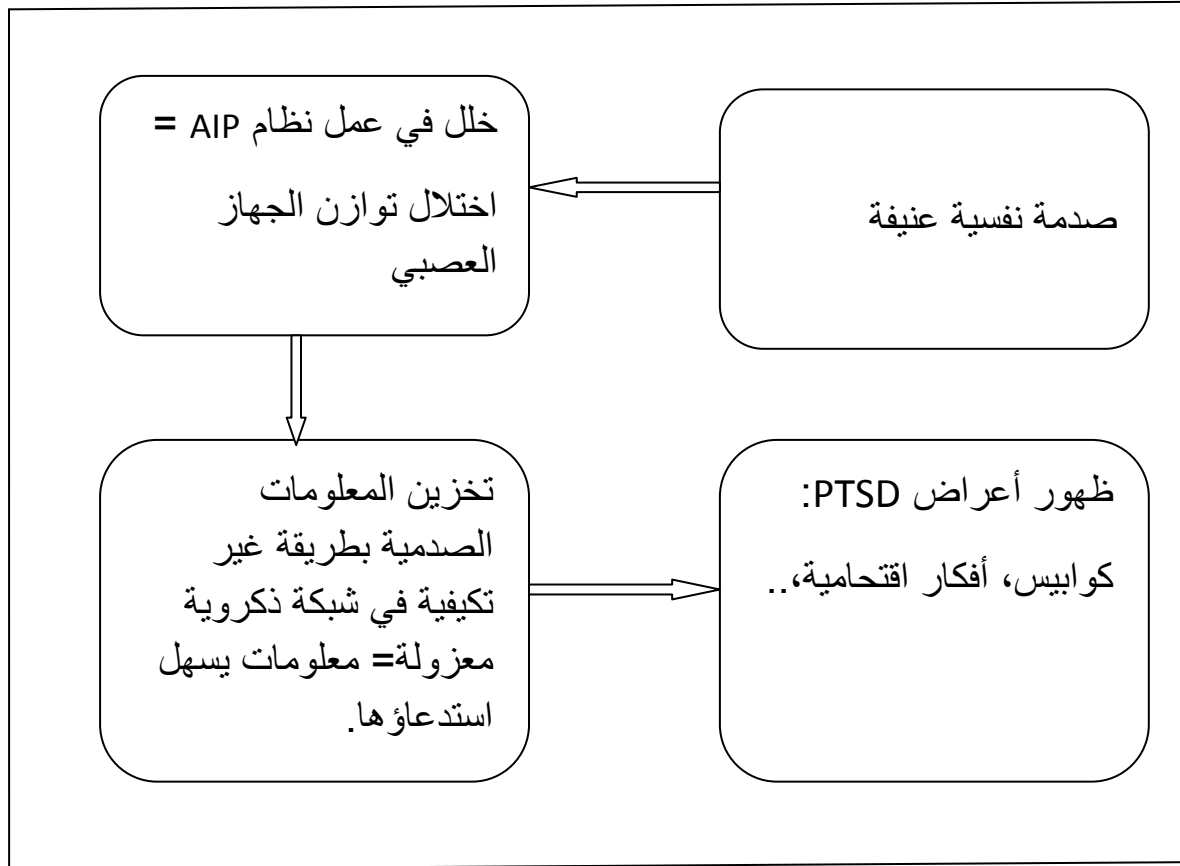 صدمة نفسية عنيفة
خلل في عمل نظام AIP =
اختلال توازن الجهاز
العصبي
تخزين المعلومات
الصدمية بطريقة غير
تكيفية في شبكة ذكروية
معزولة= معلومات يسهل
استدعاؤها.
ظهور أعراض PTSD:
كوابيس، أفكار اقتحامية،..